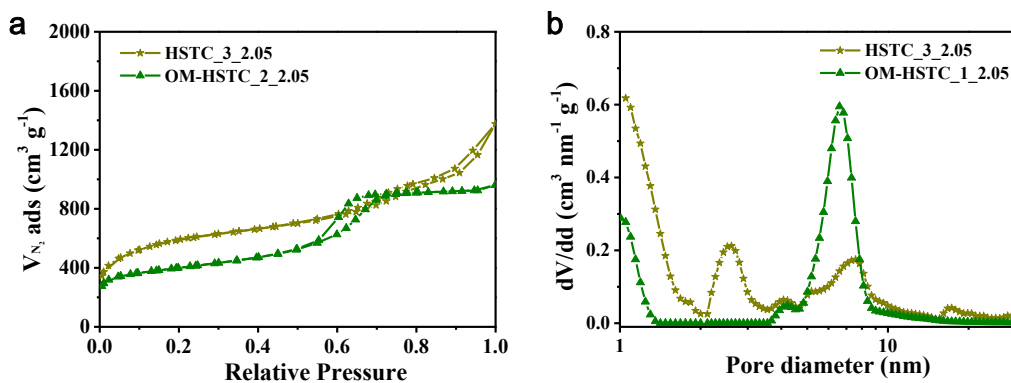 a
2000
1600
1200
800
400
0
V_N₂ ads (cm³ g⁻¹)
HSTC_3_2.05
OM-HSTC_2_2.05
0.0 0.2 0.4 0.6 0.8 1.0
Relative Pressure
b
0.8
0.6
0.4
0.2
0.0
dV/dd (cm³ nm⁻¹ g⁻¹)
HSTC_3_2.05
OM-HSTC_1_2.05
1 10
Pore diameter (nm)